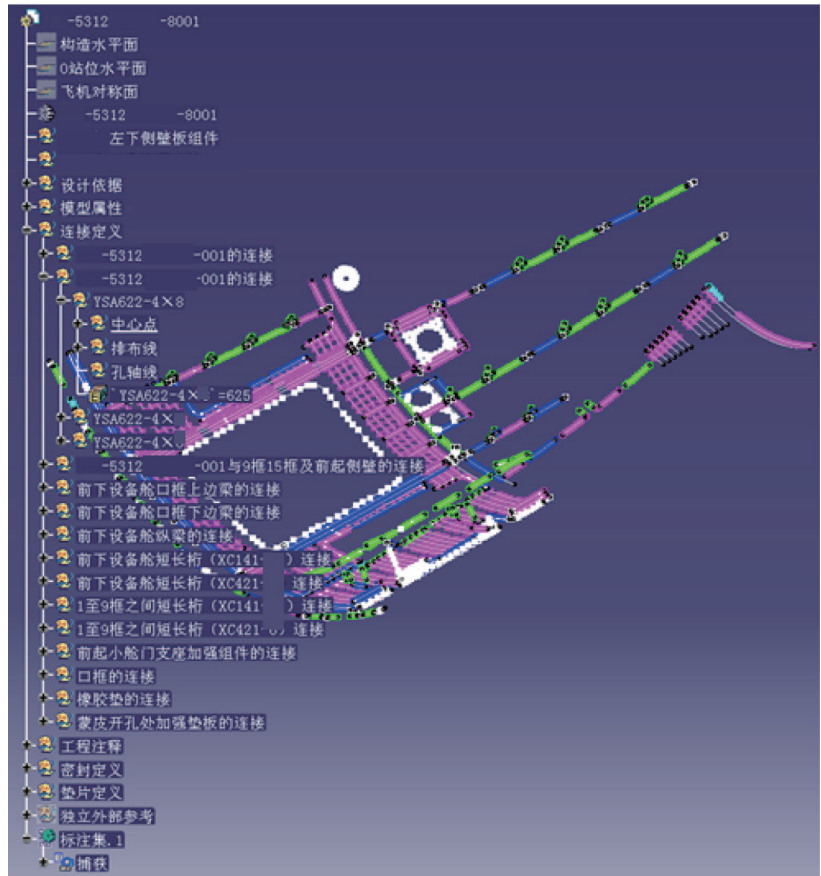 -5312 -8001
构造水平面
0站位水平面
飞机对称面
-5312 -8001
左下侧壁板组件
设计依据
模型属性
连接定义
-5312 -001的连接
-5312 -001的连接
YSA622-4×8
中心点
排布线
孔轴线
`YSA622-4× `=625
YSA622-4×
YSA622-4×
-5312 -001与9框15框及前起侧壁的连接
前下设备舱口框上边梁的连接
前下设备舱口框下边梁的连接
前下设备舱纵梁的连接
前下设备舱短长桁（XC141- ）连接
前下设备舱短长桁（XC421- 连接
1至9框之间短长桁（XC141- ）连接
1至9框之间短长桁（XC421- ）连接
前起小舱门支座加强组件的连接
口框的连接
橡胶垫的连接
蒙皮开孔处加强垫板的连接
工程注释
密封定义
垫片定义
独立外部参考
标注集.1
捕获